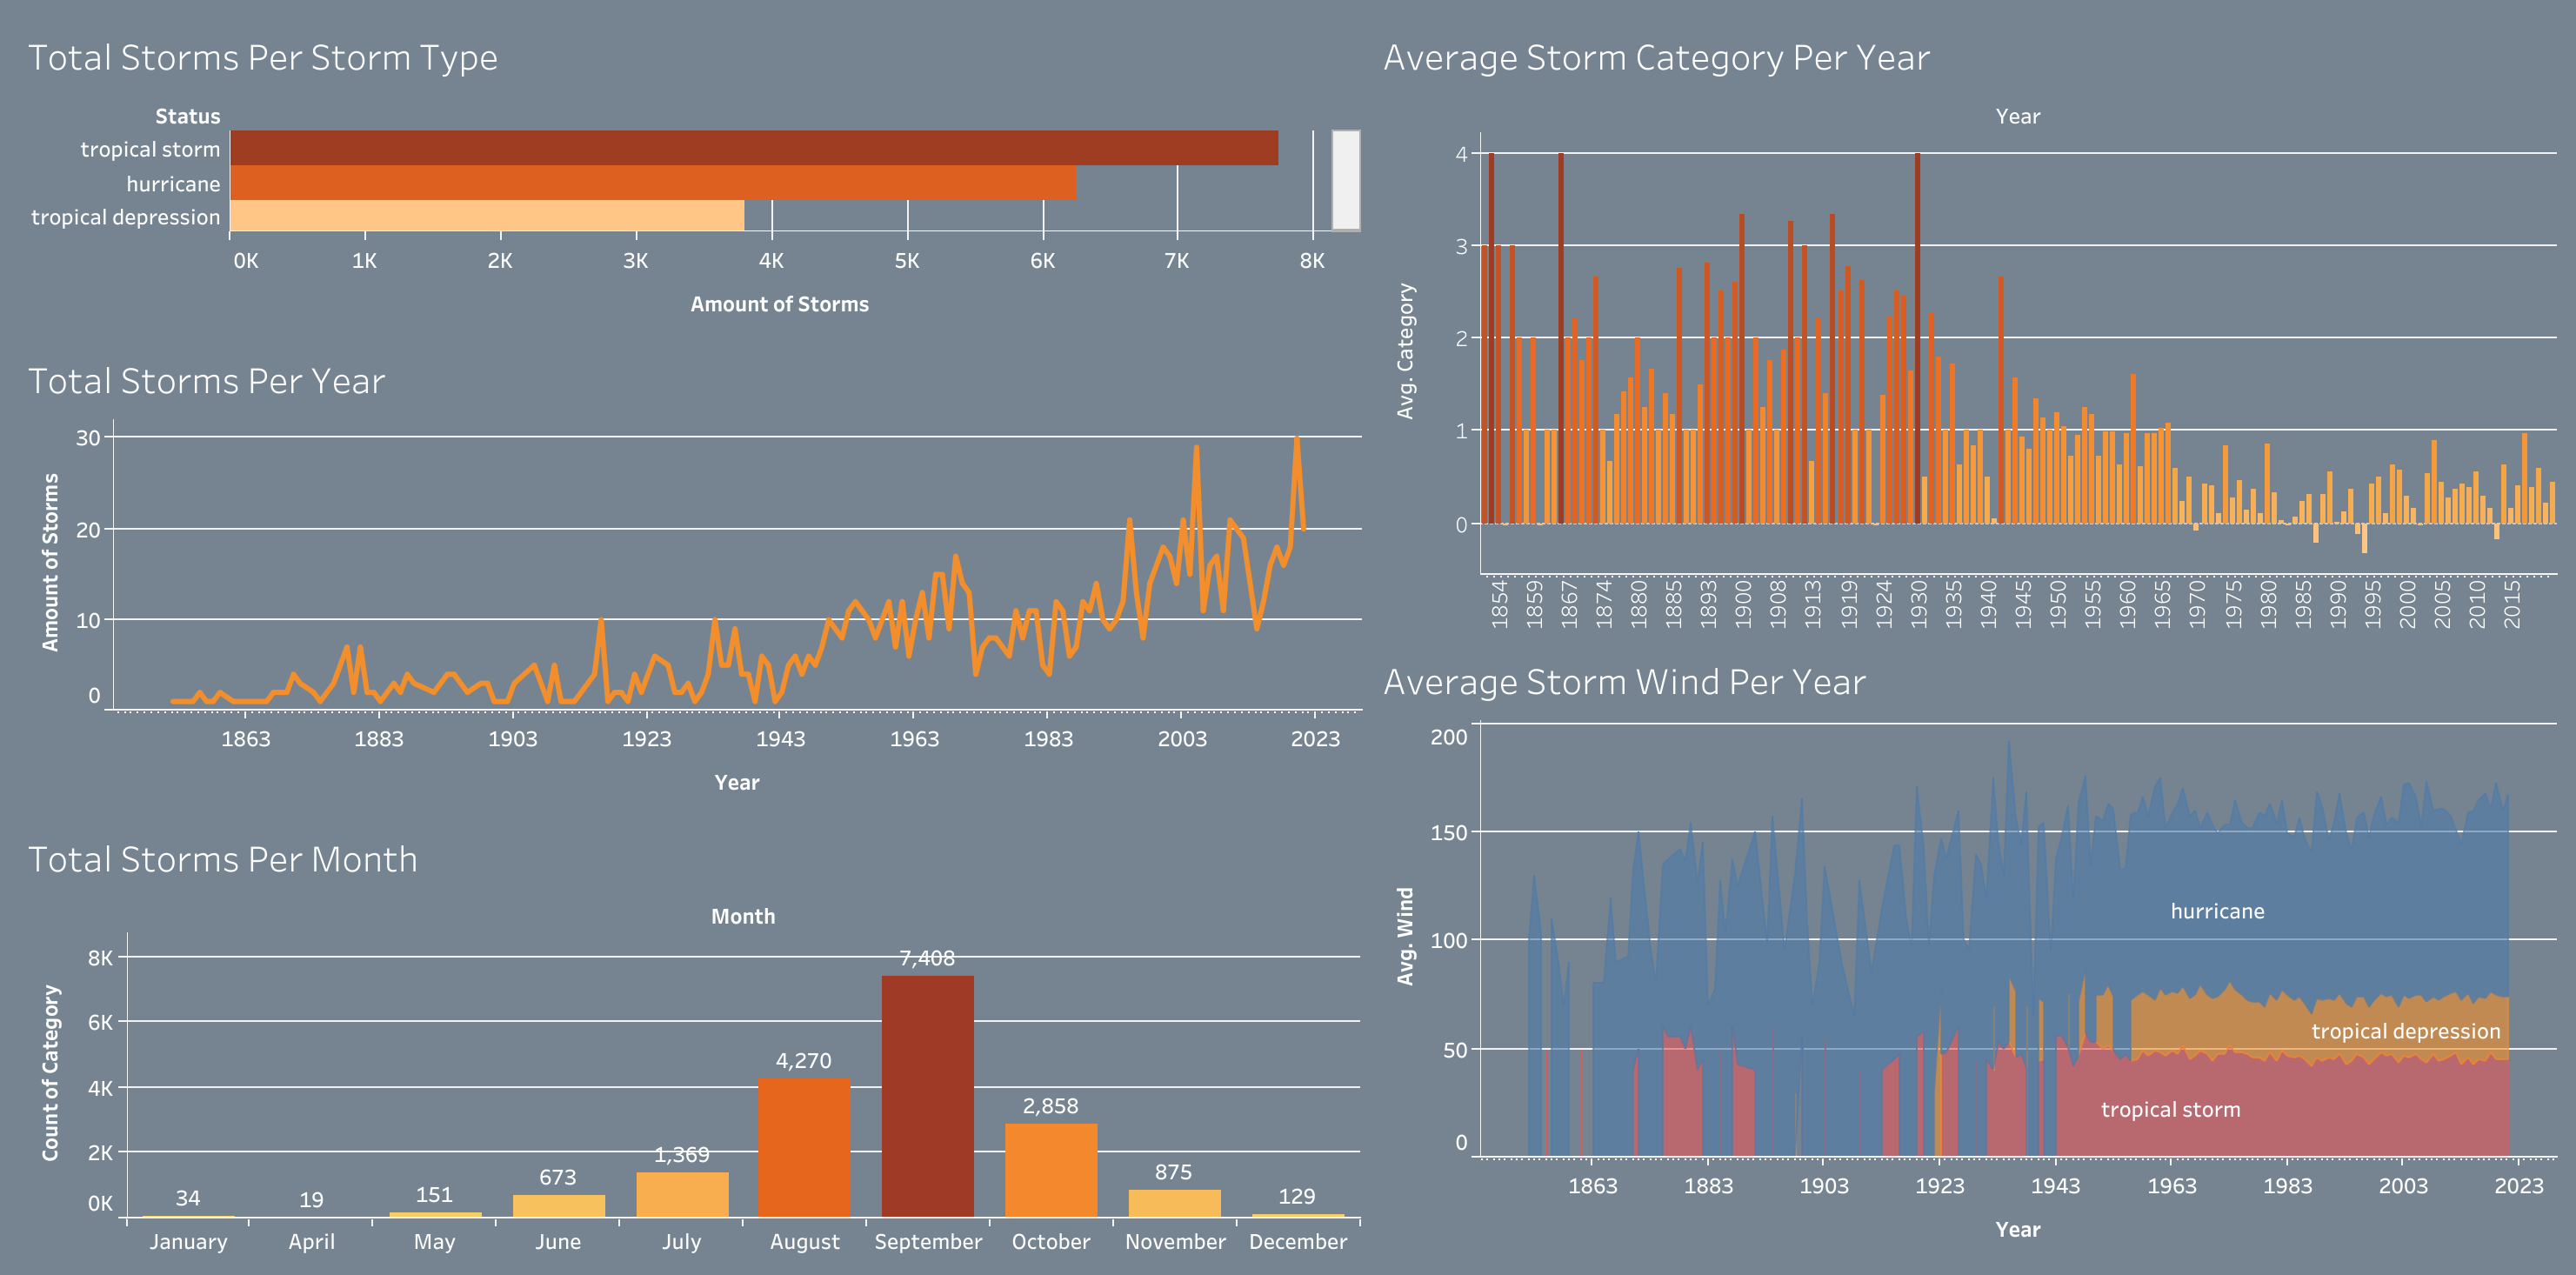 Total Storms Per Storm Type
Status
tropical storm
hurricane
tropical depression
0K 1K 2K 3K 4K 5K 6K 7K 8K
Amount of Storms
Total Storms Per Year
30
20
10
0
Amount of Storms
1863 1883 1903 1923 1943 1963 1983 2003 2023
Year
Total Storms Per Month
Month
8K
6K
4K
2K
0K
Count of Category
34 19 151 673 1,369 4,270 7,408 2,858 875 129
January April May June July August September October November December
Average Storm Category Per Year
Year
4
3
2
1
0
Avg. Category
1854 1859 1867 1874 1880 1885 1893 1900 1908 1913 1919 1924 1930 1935 1940 1945 1950 1955 1960 1965 1970 1975 1980 1985 1990 1995 2000 2005 2010 2015
Average Storm Wind Per Year
200
150
100
50
0
Avg. Wind
hurricane
tropical depression
tropical storm
1863 1883 1903 1923 1943 1963 1983 2003 2023
Year